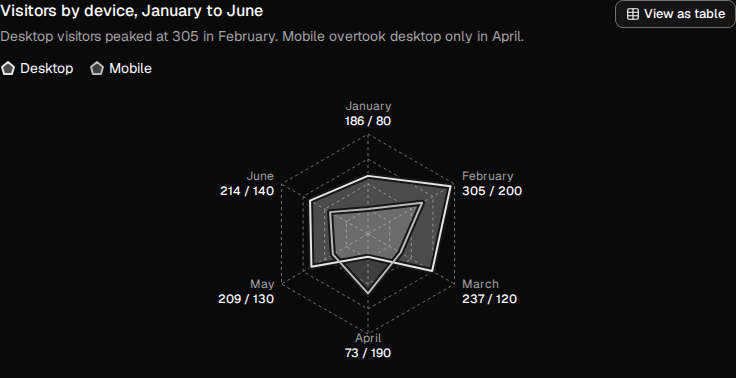 Visitors by device, January to June
View as table
Desktop visitors peaked at 305 in February. Mobile overtook desktop only in April.
Desktop
Mobile
January
186 / 80
June
214 / 140
February
305 / 200
May
209 / 130
March
237 / 120
April
73 / 190